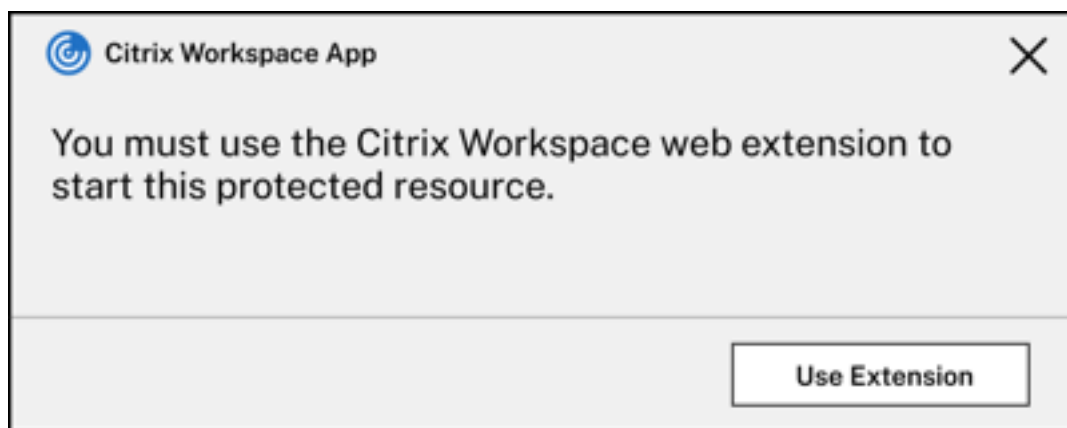 Citrix Workspace App
You must use the Citrix Workspace web extension to
start this protected resource.
Use Extension